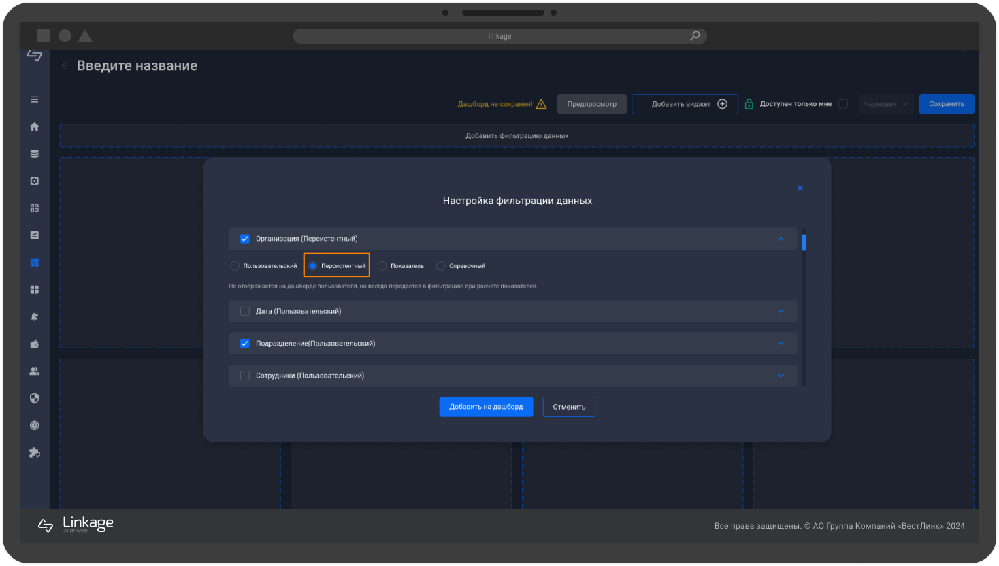 linkage
Введите название
Дашборд не сохранен!
Предпросмотр
Добавить виджет
Доступен только мне
Черновик
Сохранить
Добавить фильтрацию данных
Настройка фильтрации данных
Организация (Персистентный)
Пользовательский
Персистентный
Показатель
Справочный
Не отображается на дашборде пользователя, но всегда передается в фильтрацию при расчете показателей.
Дата (Пользовательский)
Подразделение(Пользовательский)
Сотрудники (Пользовательский)
Добавить на дашборд
Отменить
Linkage
AI DRIVEN
Все права защищены. © АО Группа Компаний «ВестЛинк» 2024